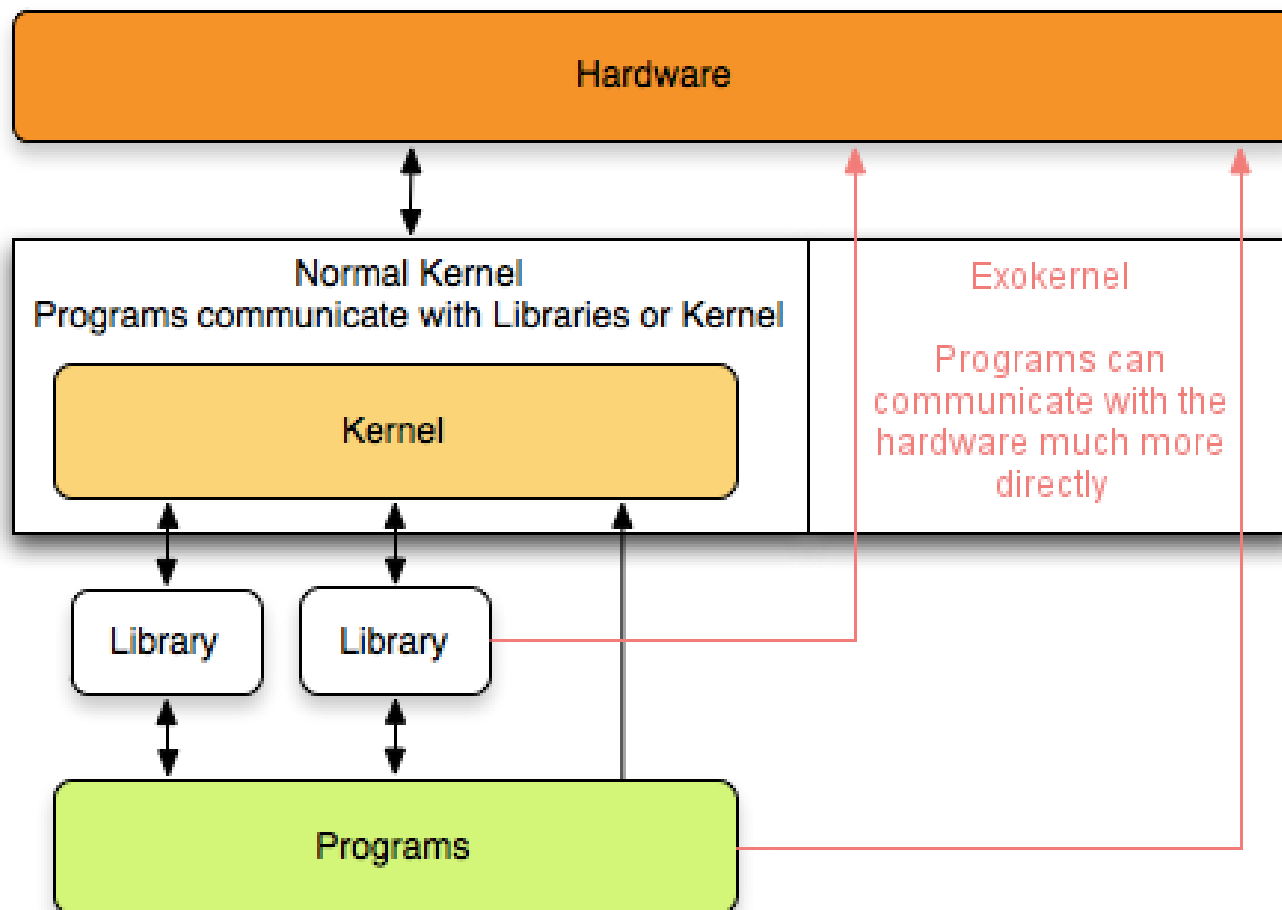 Hardware
Normal Kernel
Programs communicate with Libraries or Kernel
Exokernel
Programs can
communicate with the
hardware much more
directly
Kernel
Library
Library
Programs